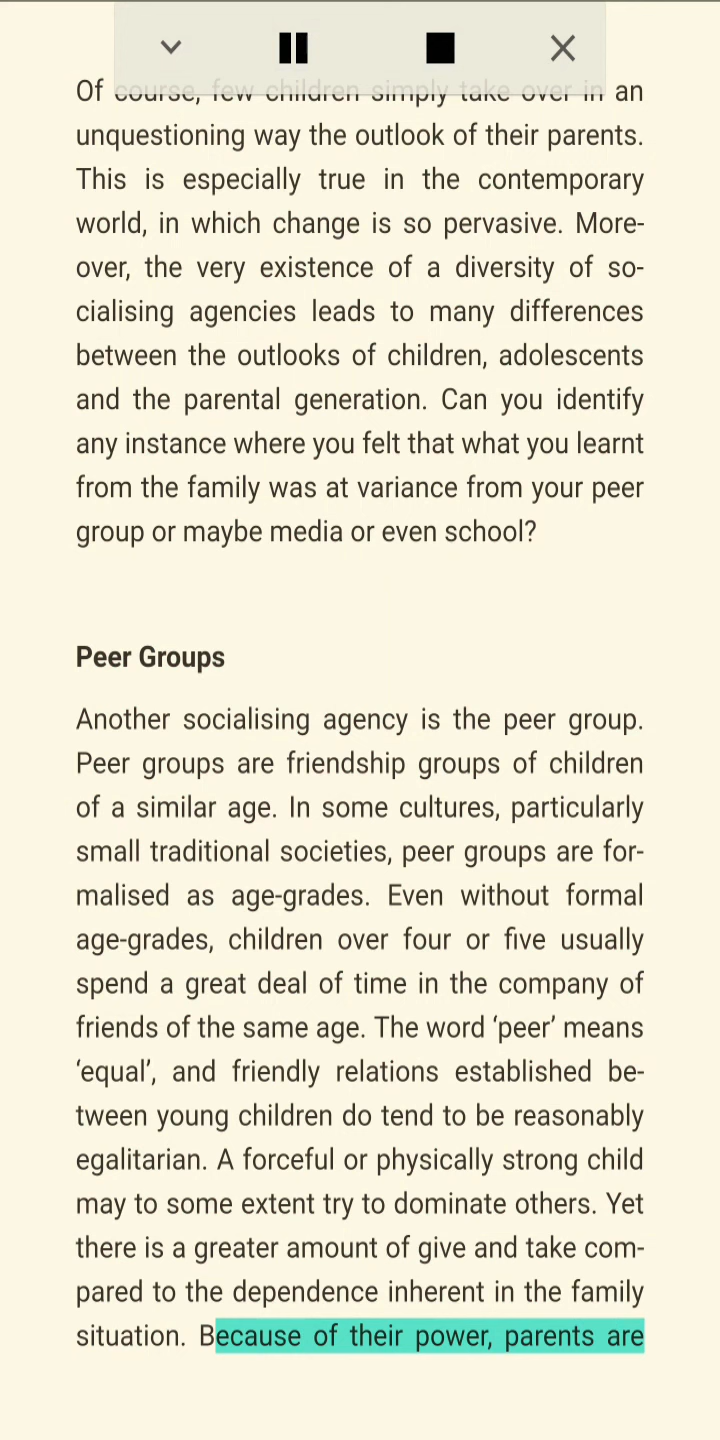 Of course, few children simply take over in an
unquestioning way the outlook of their parents.
This is especially true in the contemporary
world, in which change is so pervasive. More-
over, the very existence of a diversity of so-
cialising agencies leads to many differences
between the outlooks of children, adolescents
and the parental generation. Can you identify
any instance where you felt that what you learnt
from the family was at variance from your peer
group or maybe media or even school?
Peer Groups
Another socialising agency is the peer group.
Peer groups are friendship groups of children
of a similar age. In some cultures, particularly
small traditional societies, peer groups are for-
malised as age-grades. Even without formal
age-grades, children over four or five usually
spend a great deal of time in the company of
friends of the same age. The word ‘peer’ means
‘equal’, and friendly relations established be-
tween young children do tend to be reasonably
egalitarian. A forceful or physically strong child
may to some extent try to dominate others. Yet
there is a greater amount of give and take com-
pared to the dependence inherent in the family
situation. Because of their power, parents are